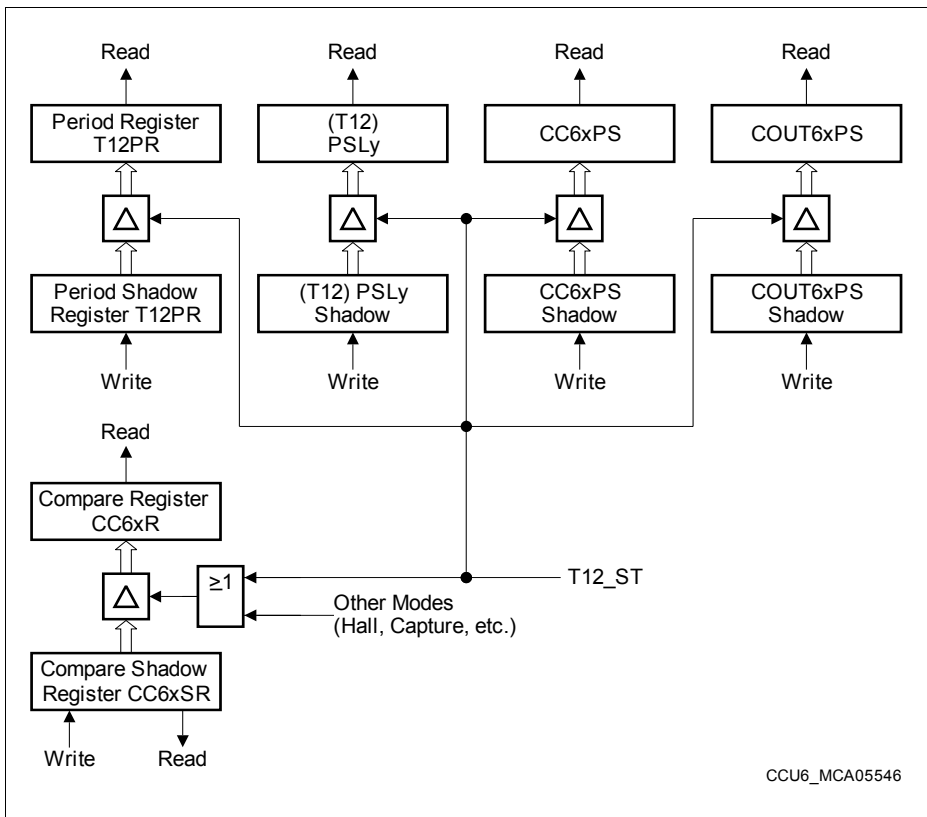 Read
Read
Read
Read
Period Register
T12PR
(T12)
PSLy
CC6xPS
COUT6xPS
Period Shadow
Register T12PR
(T12) PSLy
Shadow
CC6xPS
Shadow
COUT6xPS
Shadow
Write
Write
Write
Write
Read
Compare Register
CC6xR
≥1
T12_ST
Other Modes
(Hall, Capture, etc.)
Compare Shadow
Register CC6xSR
Write
Read
CCU6_MCA05546